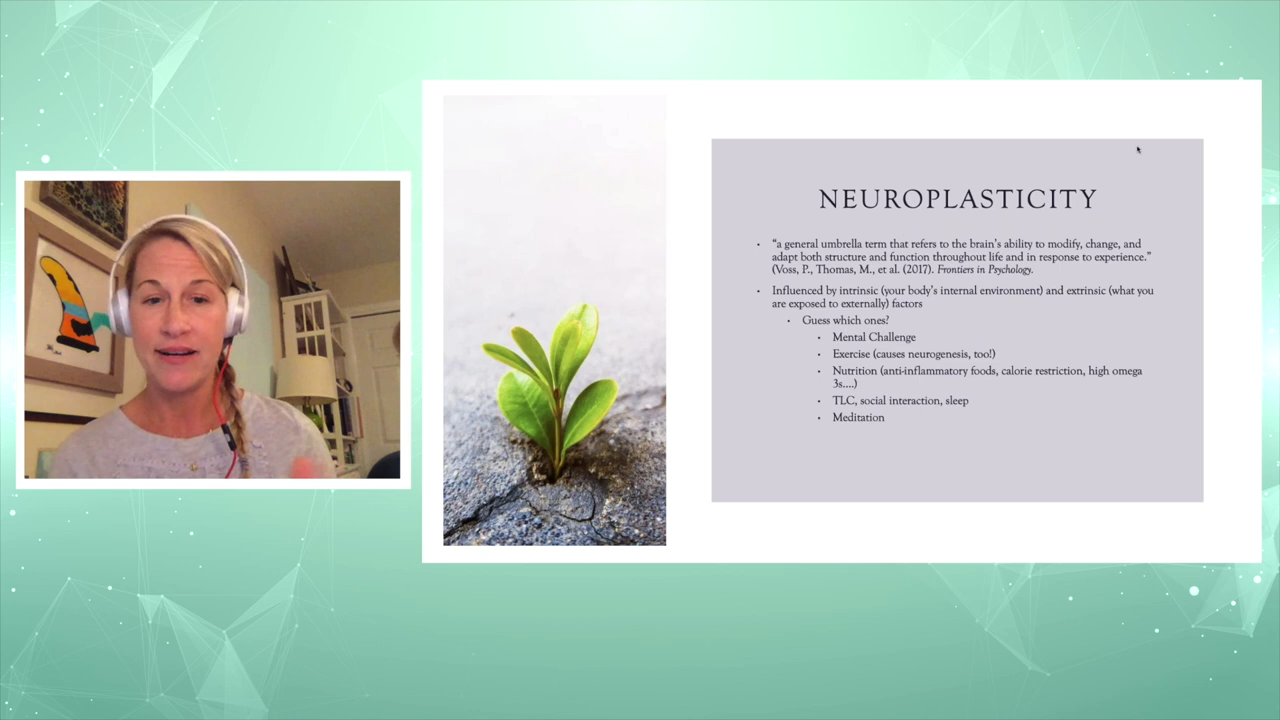 NEUROPLASTICITY
• “a general umbrella term that refers to the brain’s ability to modify, change, and
adapt both structure and function throughout life and in response to experience.”
(Voss, P., Thomas, M., et al. (2017). Frontiers in Psychology.
• Influenced by intrinsic (your body’s internal environment) and extrinsic (what you
are exposed to externally) factors
• Guess which ones?
• Mental Challenge
• Exercise (causes neurogenesis, too!)
• Nutrition (anti-inflammatory foods, calorie restriction, high omega
3s....)
• TLC, social interaction, sleep
• Meditation